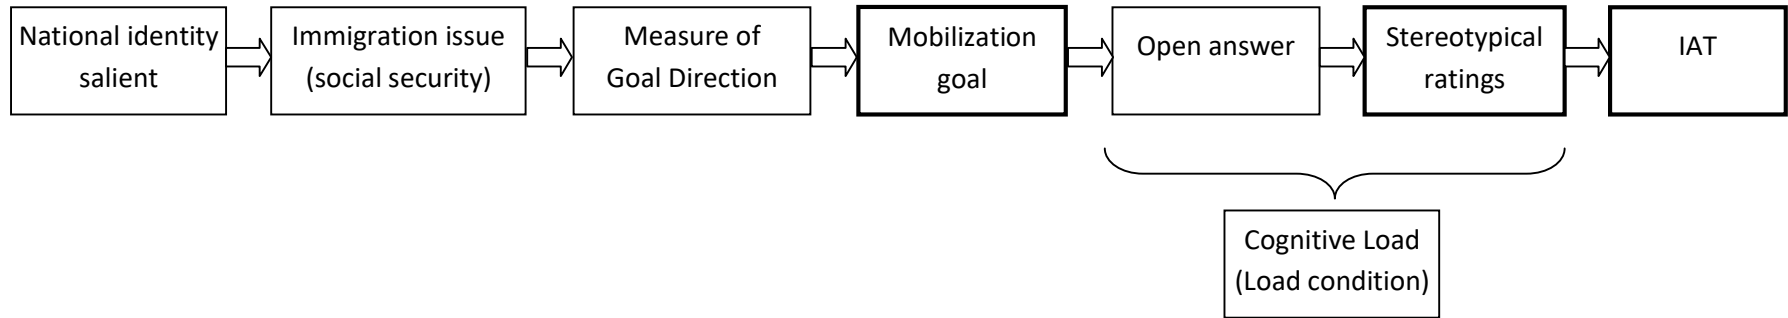 National identity
salient
Immigration issue
(social security)
Measure of
Goal Direction
Mobilization
goal
Open answer
Stereotypical
ratings
IAT
Cognitive Load
(Load condition)